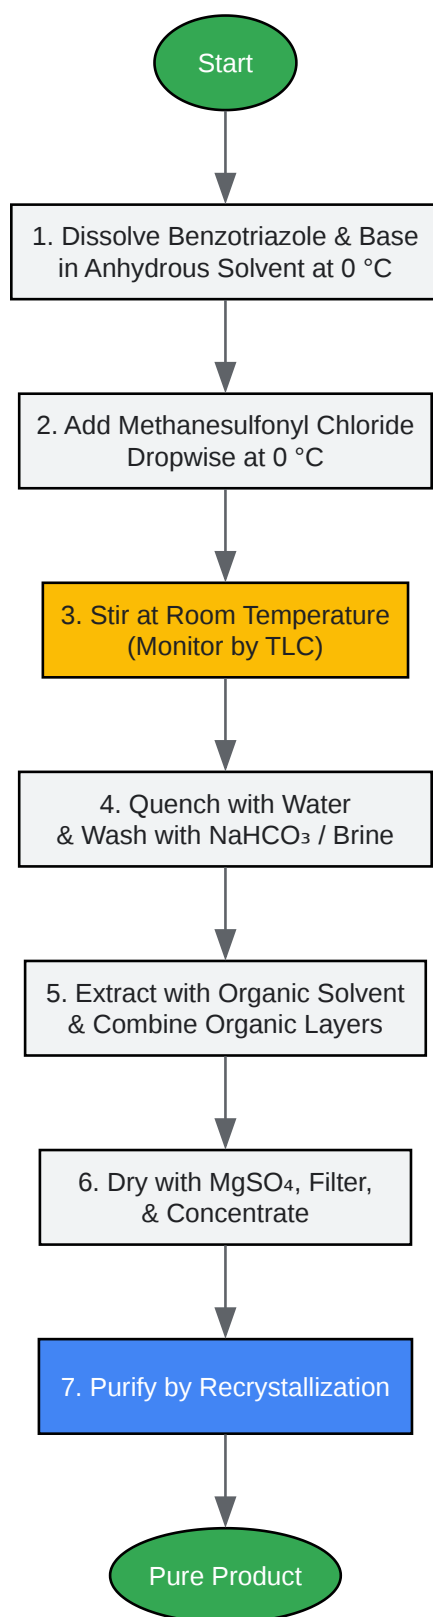 Start
1. Dissolve Benzotriazole & Base
in Anhydrous Solvent at 0 °C
2. Add Methanesulfonyl Chloride
Dropwise at 0 °C
3. Stir at Room Temperature
(Monitor by TLC)
4. Quench with Water
& Wash with NaHCO₃ / Brine
5. Extract with Organic Solvent
& Combine Organic Layers
6. Dry with MgSO₄, Filter,
& Concentrate
7. Purify by Recrystallization
Pure Product